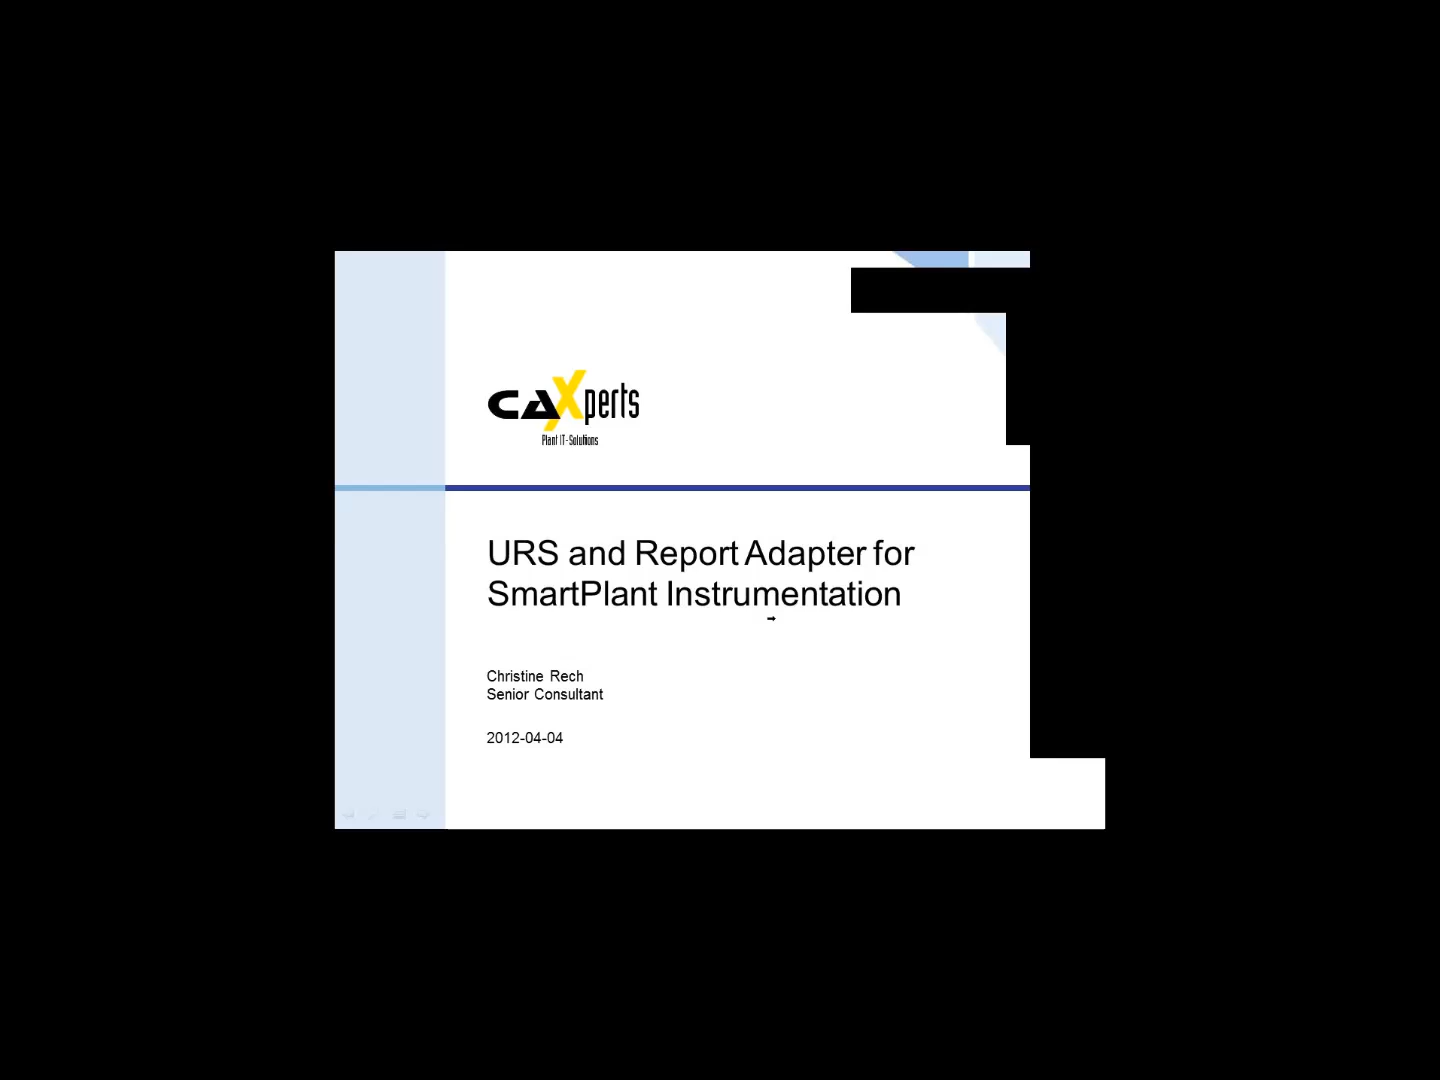 CAXperts
Plant IT-Solutions
URS and Report Adapter for
SmartPlant Instrumentation
Christine Rech
Senior Consultant
2012-04-04